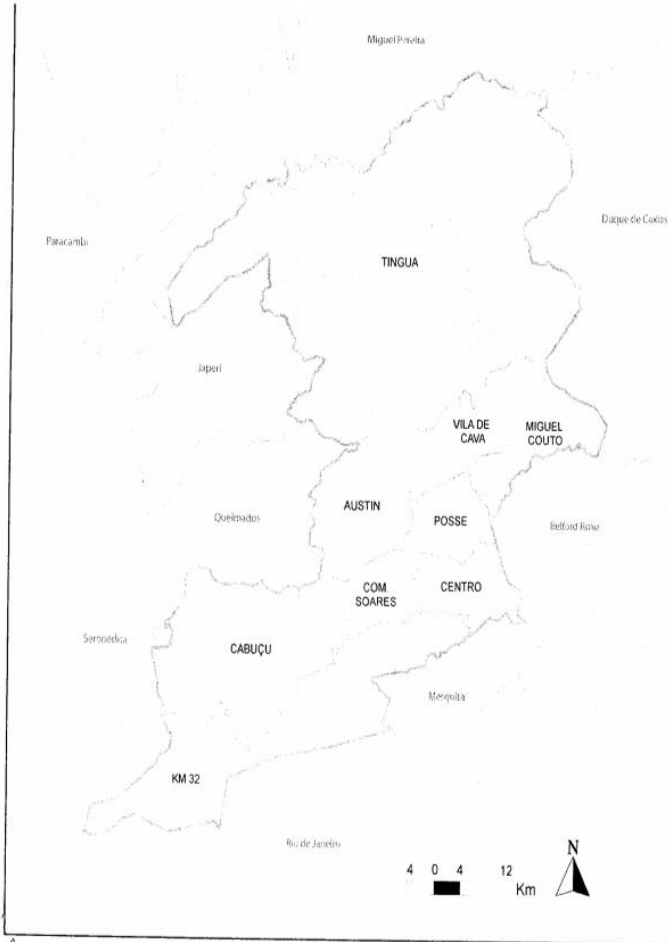 Miguel Pereira
Duque de Caxias
Paracambi
TINGUA
Japeri
VILA DE
CAVA
MIGUEL
COUTO
AUSTIN
Queimados
POSSE
Belford Roxo
COM
SOARES
CENTRO
Seropédica
CABUÇU
Mesquita
KM 32
Rio de Janeiro
N
4 0 4 12
Km